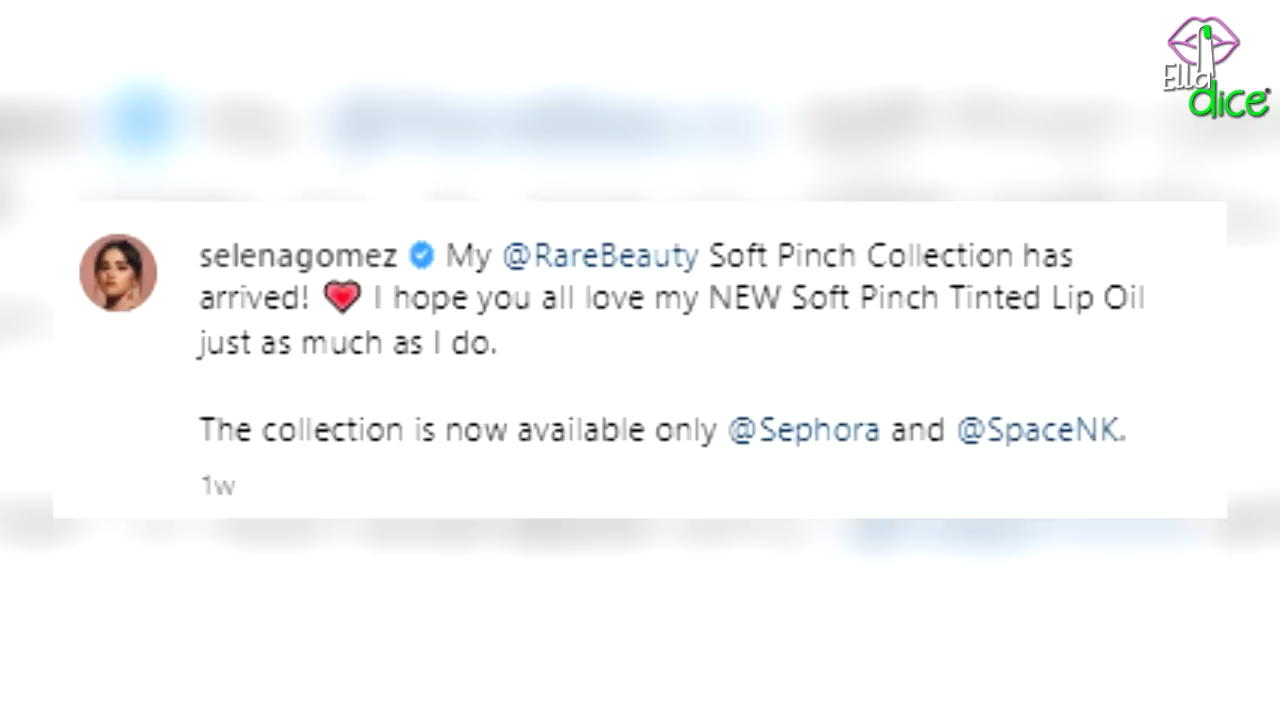 Ella
dice
selenagomez My @RareBeauty Soft Pinch Collection has
arrived! ❤️ I hope you all love my NEW Soft Pinch Tinted Lip Oil
just as much as I do.
The collection is now available only @Sephora and @SpaceNK.
1w